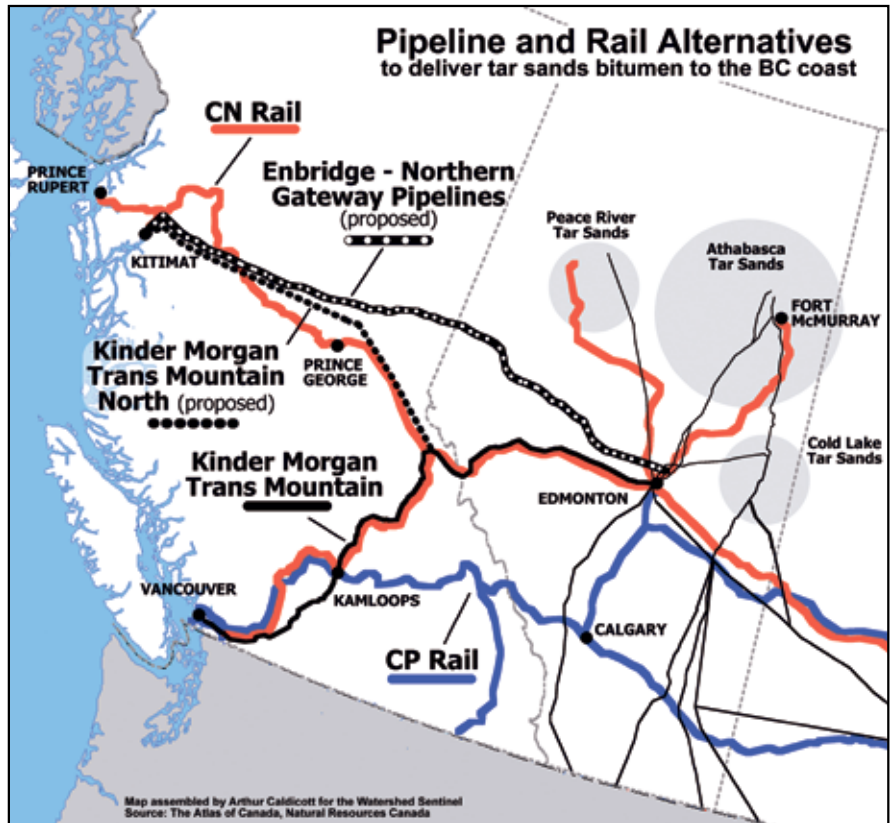 Pipeline and Rail Alternatives
to deliver tar sands bitumen to the BC coast
CN Rail
PRINCE
RUPERT
Enbridge - Northern
Gateway Pipelines
(proposed)
Peace River
Tar Sands
Athabasca
Tar Sands
KITIMAT
FORT
McMURRAY
Kinder Morgan
Trans Mountain
North (proposed)
PRINCE
GEORGE
Cold Lake
Tar Sands
Kinder Morgan
Trans Mountain
EDMONTON
VANCOUVER
KAMLOOPS
CALGARY
CP Rail
Map assembled by Arthur Caldicott for the Watershed Sentinel
Source: The Atlas of Canada, Natural Resources Canada